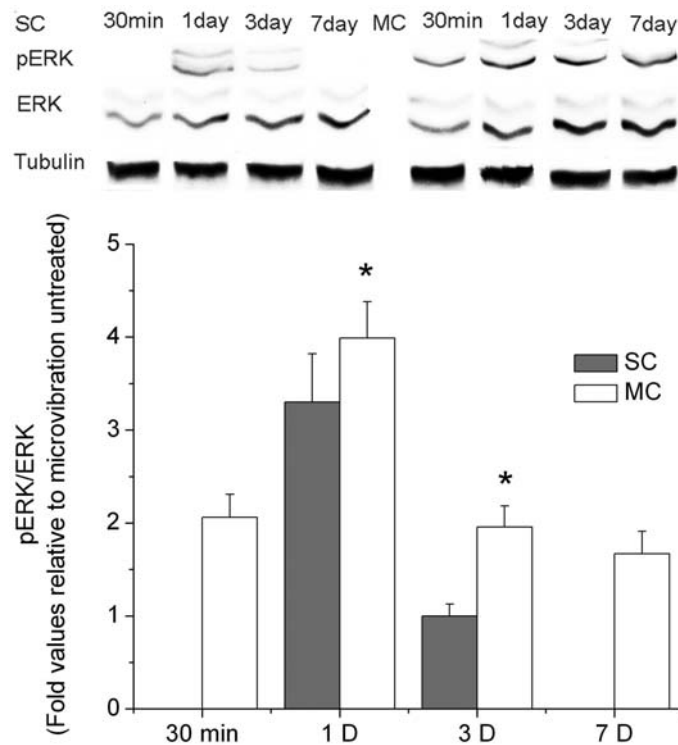 SC 30min 1day 3day 7day MC 30min 1day 3day 7day
pERK
ERK
Tubulin
5
4
3
2
1
0
pERK/ERK
(Fold values relative to microvibration untreated)
*
*
SC
MC
30 min 1 D 3 D 7 D